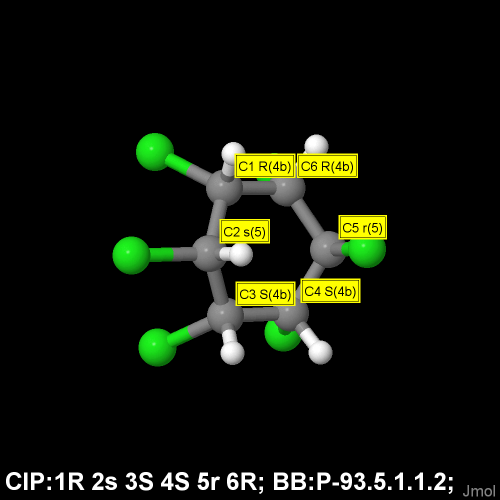 C1 R(4b) C6 R(4b)
C2 s(5) C5 r(5)
C3 S(4b) C4 S(4b)
CIP:1R 2s 3S 4S 5r 6R; BB:P-93.5.1.1.2;
Jmol